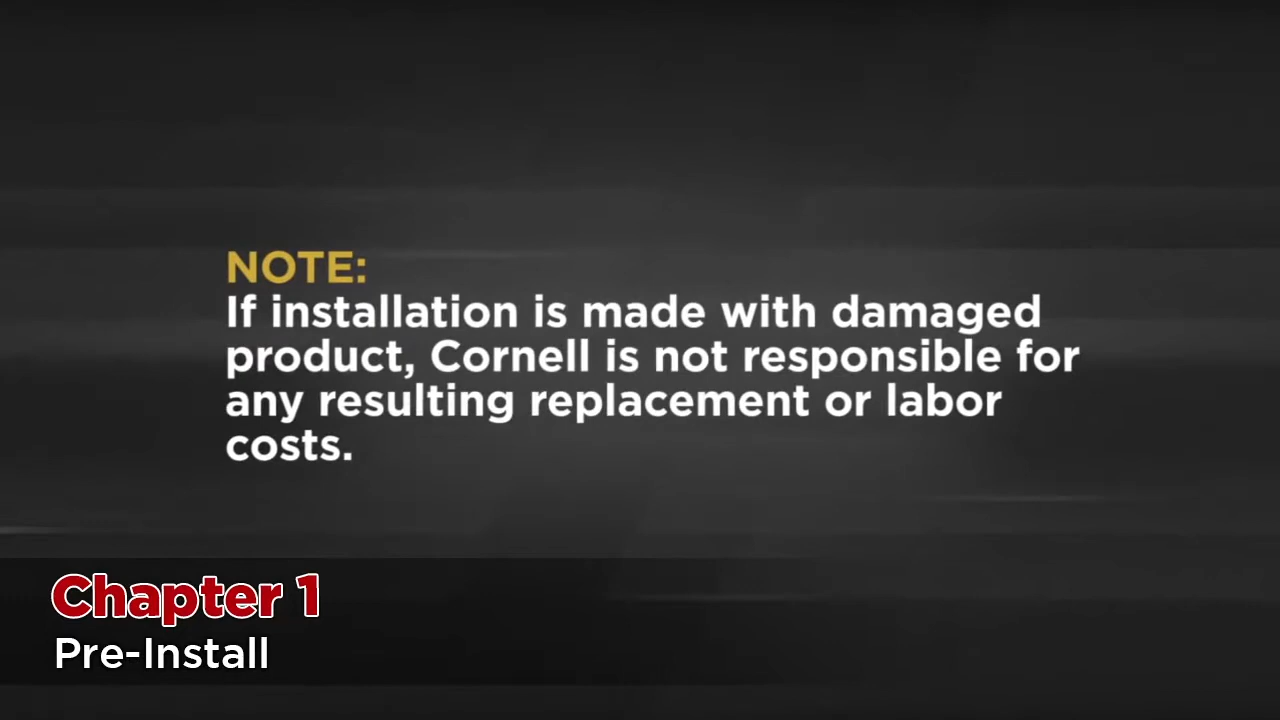 NOTE:
If installation is made with damaged
product, Cornell is not responsible for
any resulting replacement or labor
costs.
Chapter 1
Pre-Install